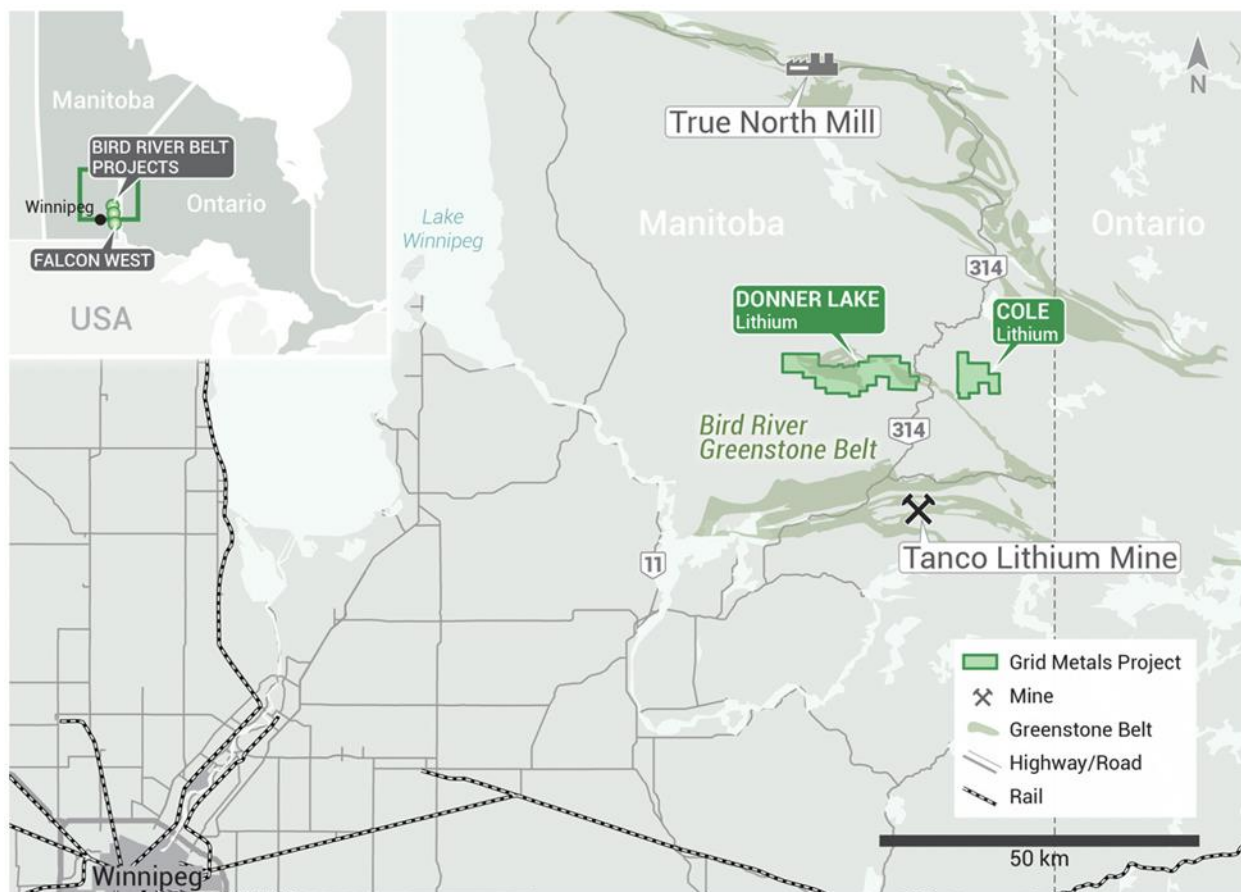 Manitoba
BIRD RIVER BELT
PROJECTS
Winnipeg
Ontario
FALCON WEST
USA
Lake
Winnipeg
True North Mill
N
Manitoba
Ontario
314
DONNER LAKE
Lithium
COLE
Lithium
Bird River
Greenstone Belt
314
11
Tanco Lithium Mine
Grid Metals Project
Mine
Greenstone Belt
Highway/Road
Rail
50 km
Winnipeg